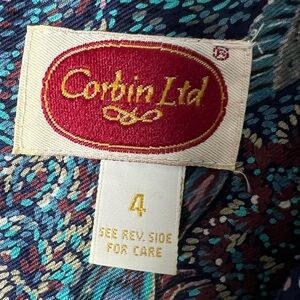 ®
Corbin Ltd
4
SEE REV. SIDE
FOR CARE